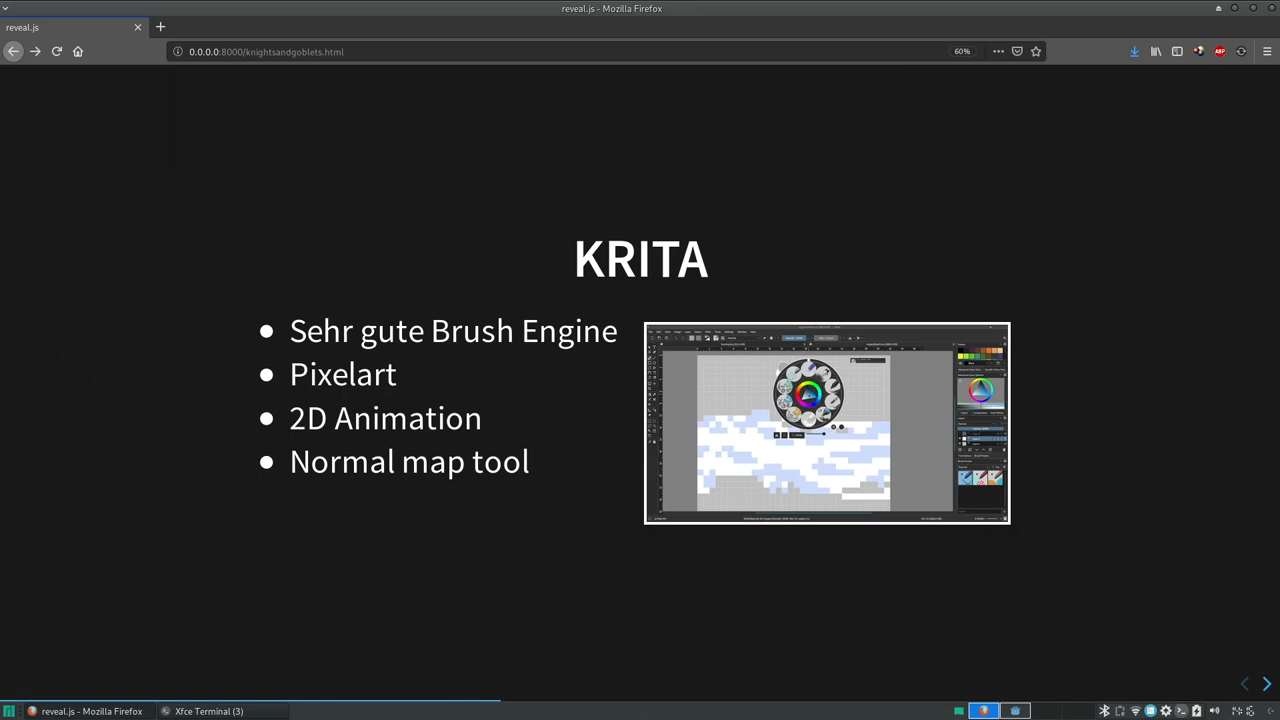 reveal.js - Mozilla Firefox
reveal.js
0.0.0.0:8000/knightsandgoblets.html
60%
ABP
KRITA
Sehr gute Brush Engine
Pixelart
2D Animation
Normal map tool
reveal.js - Mozilla Firefox
Xfce Terminal (3)